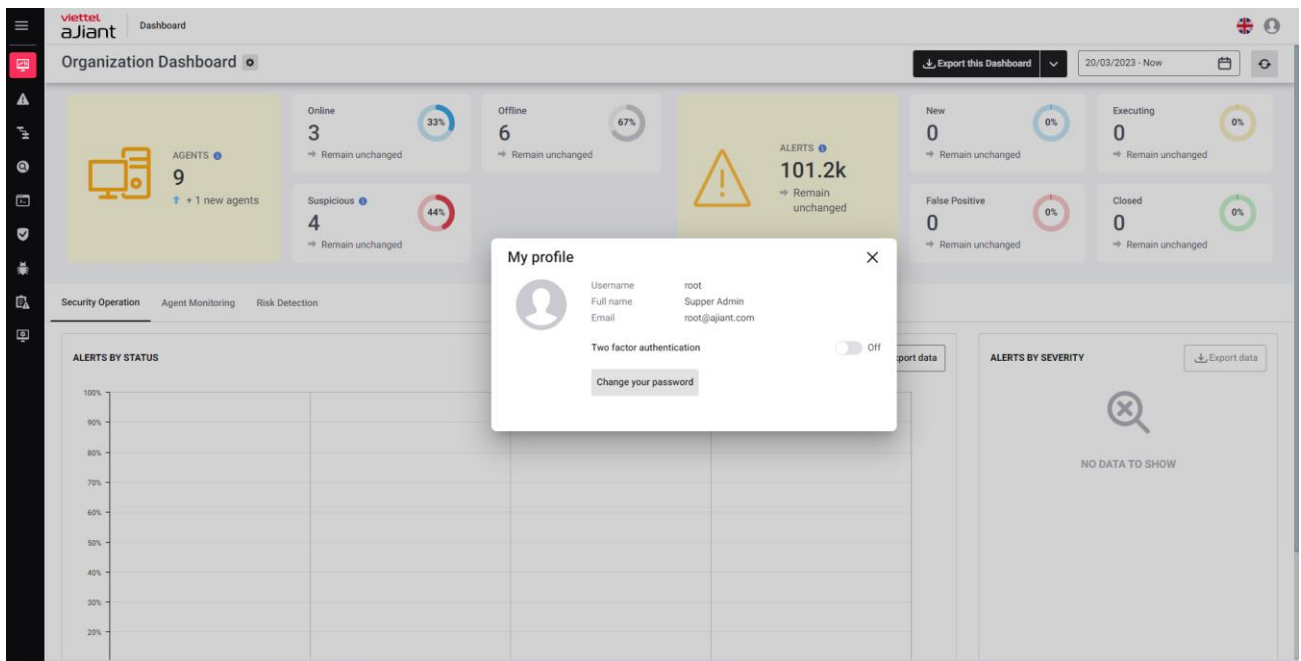 viettel
aJiant
Dashboard
Organization Dashboard
Export this Dashboard
20/03/2023 - Now
AGENTS
9
+ 1 new agents
Online
3
Remain unchanged
33%
Offline
6
Remain unchanged
67%
Suspicious
4
Remain unchanged
44%
ALERTS
101.2k
Remain
unchanged
New
0
Remain unchanged
0%
Executing
0
Remain unchanged
0%
False Positive
0
Remain unchanged
0%
Closed
0
Remain unchanged
0%
My profile
Username root
Full name Supper Admin
Email root@ajiant.com
Two factor authentication Off
Change your password
Security Operation Agent Monitoring Risk Detection
ALERTS BY STATUS
port data
100%
90%
80%
70%
60%
50%
40%
30%
20%
ALERTS BY SEVERITY
Export data
NO DATA TO SHOW